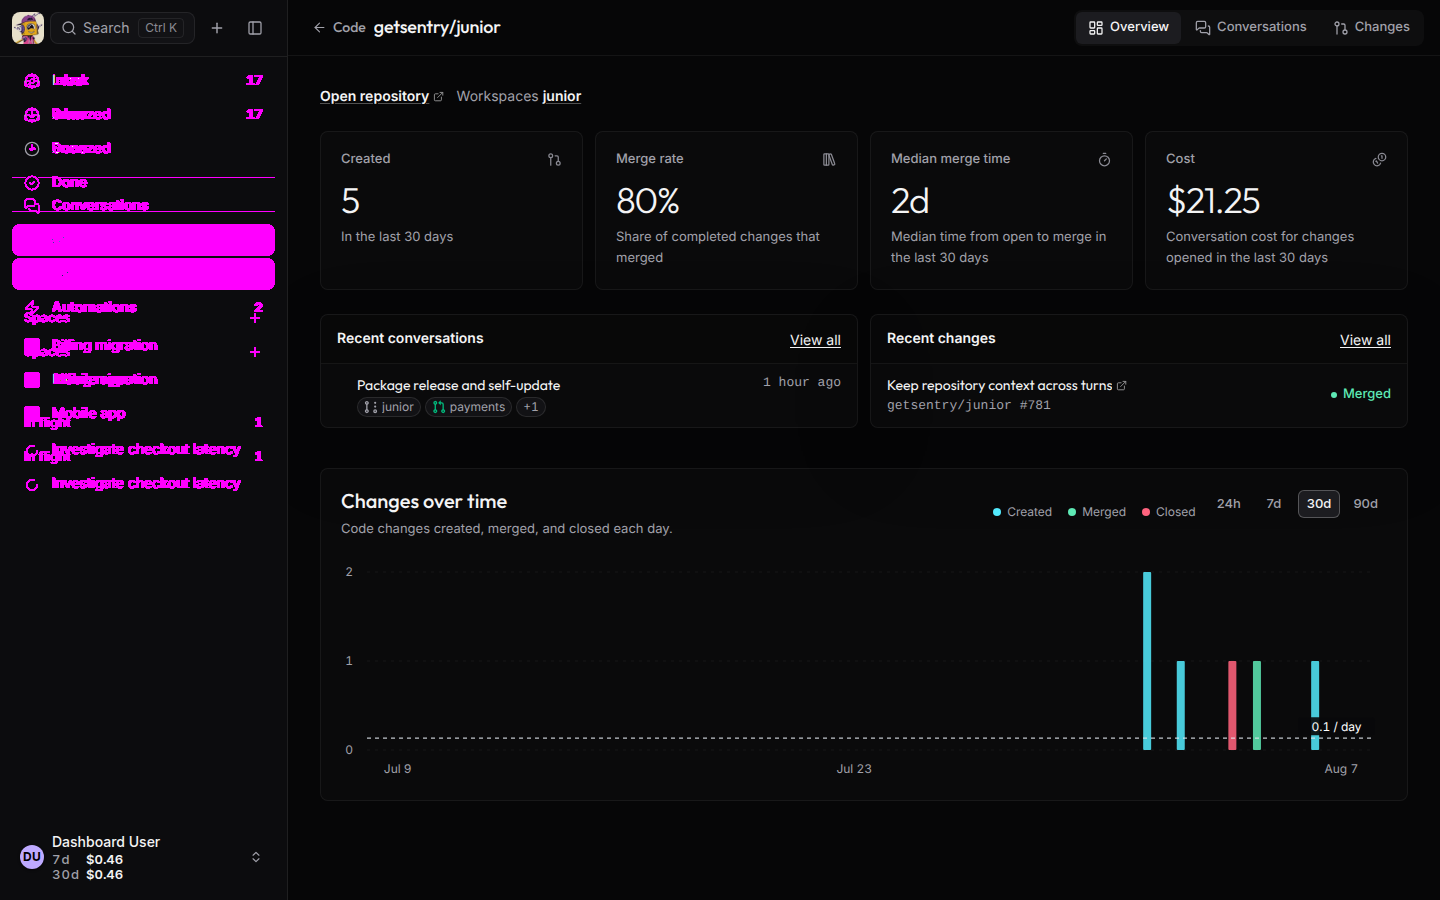 Search Ctrl K
Code getsentry/junior
Overview
Conversations
Changes
17
17
Done
Conversations
Automations 2
Spaces
Billing migration
Spaces
Mobile app
In flight 1
Investigate checkout latency
In flight 1
Investigate checkout latency
Dashboard User
DU
7d $0.46
30d $0.46
Open repository Workspaces junior
Created
5
In the last 30 days
Merge rate
80%
Share of completed changes that
merged
Median merge time
2d
Median time from open to merge in
the last 30 days
Cost
$21.25
Conversation cost for changes
opened in the last 30 days
Recent conversations View all
Package release and self-update 1 hour ago
junior payments +1
Recent changes View all
Keep repository context across turns
getsentry/junior #781
Merged
Changes over time
Code changes created, merged, and closed each day.
Created Merged Closed
24h 7d 30d 90d
2
1
0
0.1 / day
Jul 9 Jul 23 Aug 7